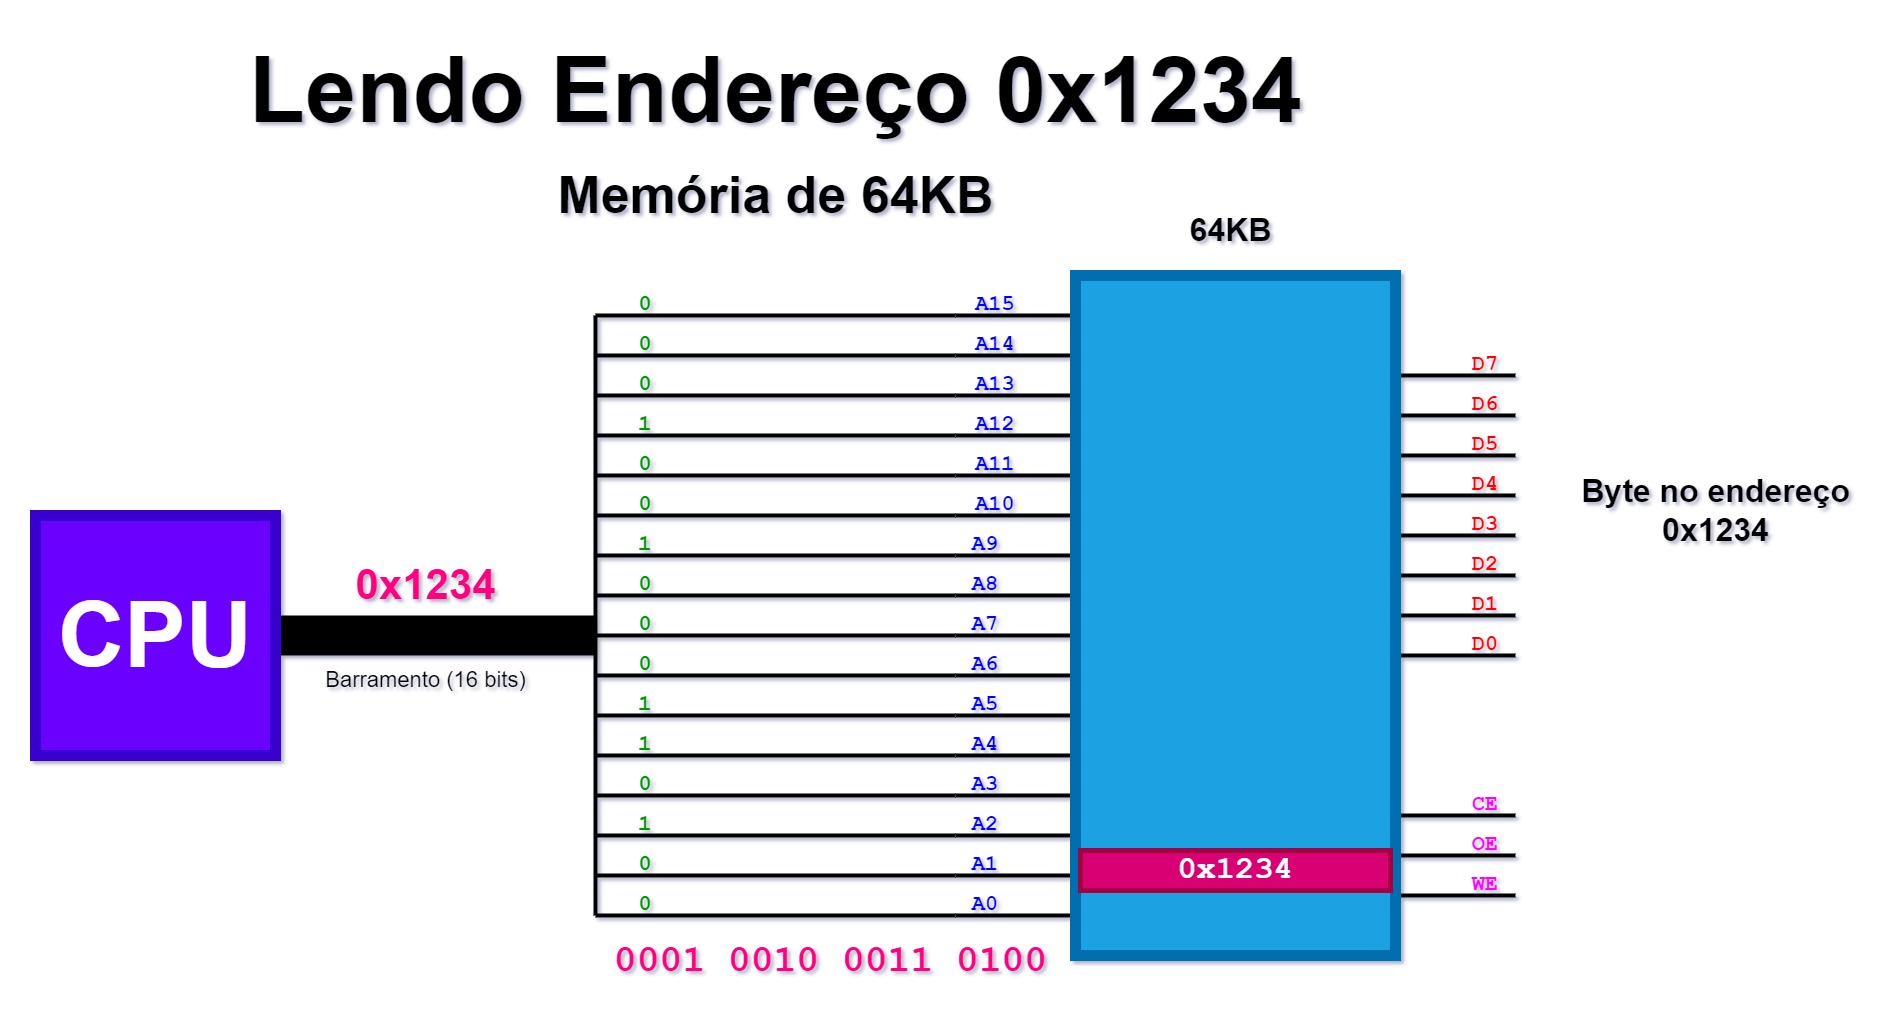 Lendo Endereço 0x1234
Memória de 64KB
64KB
0 A15
0 A14
0 A13
1 A12
0 A11
0 A10
1 A9
0 A8
0 A7
0 A6
1 A5
1 A4
0 A3
1 A2
0 A1
0 A0
CPU
0x1234
Barramento (16 bits)
0001 0010 0011 0100
0x1234
D7
D6
D5
D4
D3
D2
D1
D0
CE
OE
WE
Byte no endereço
0x1234